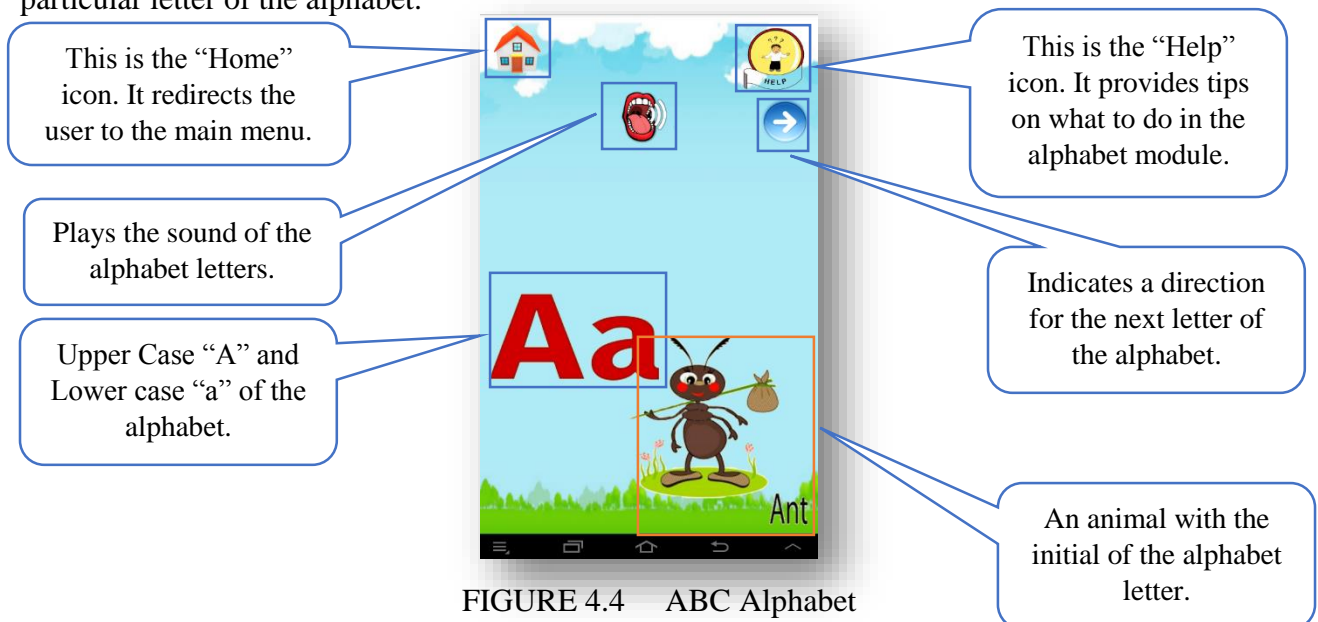 particular letter of the alphabet.
This is the “Home”
icon. It redirects the
user to the main menu.
HELP
This is the “Help”
icon. It provides tips
on what to do in the
alphabet module.
Plays the sound of the
alphabet letters.
Indicates a direction
for the next letter of
the alphabet.
Upper Case “A” and
Lower case “a” of the
alphabet.
Aa
Ant
An animal with the
initial of the alphabet
letter.
FIGURE 4.4 ABC Alphabet